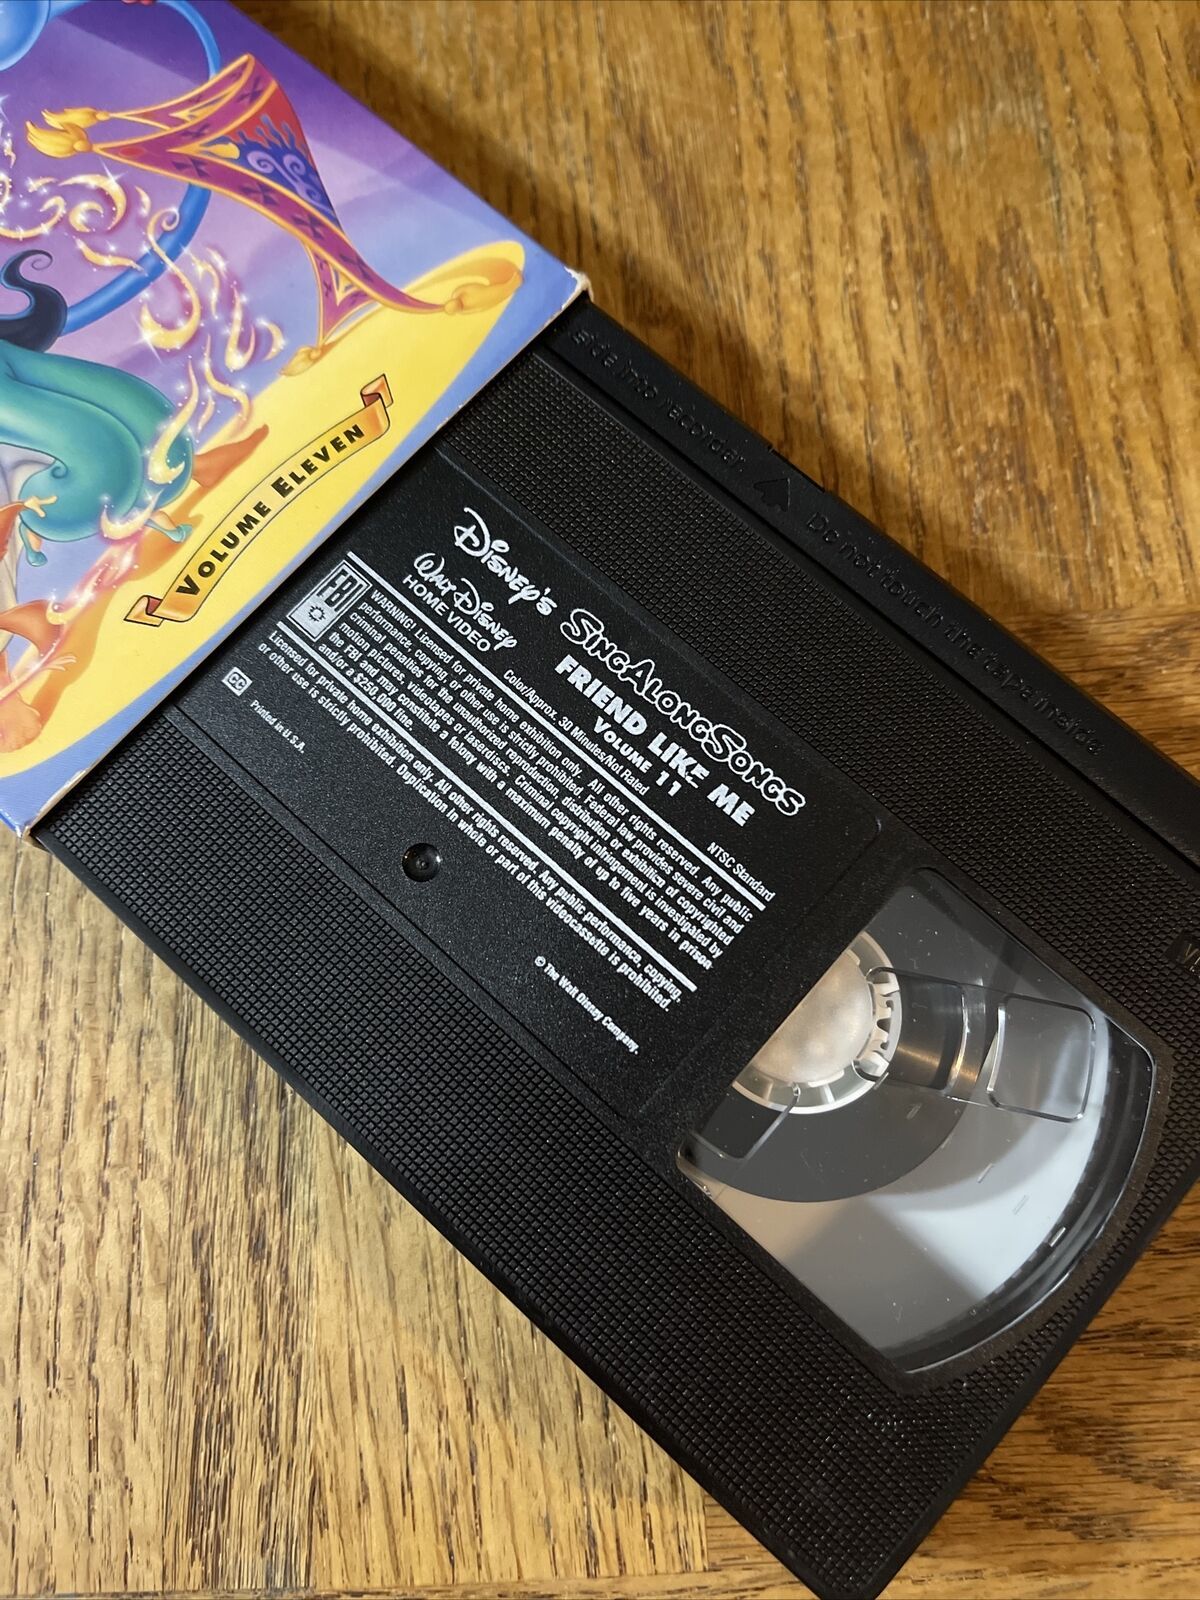 VOLUME ELEVEN
side into recorder
Do not touch the tape inside
DISNEY'S SING ALONG SONGS
FRIEND LIKE ME
VOLUME 11
WALT DISNEY
HOME VIDEO
Color/Approx. 30 Minutes/Not Rated
NTSC Standard
FBI
WARNING! Licensed for private home exhibition only. All other rights reserved. Any public
performance, copying, or other use is strictly prohibited. Federal law provides severe civil and
criminal penalties for the unauthorized reproduction, distribution or exhibition of copyrighted
motion pictures, videotapes or laserdiscs. Criminal copyright infringement is investigated by
the FBI and may constitute a felony with a maximum penalty of up to five years in prison
and/or a $250,000 fine.
Licensed for private home exhibition only. All other rights reserved. Any public performance, copying,
or other use is strictly prohibited. Duplication in whole or part of this videocassette is prohibited.
CC
Printed in U.S.A.
© The Walt Disney Company.